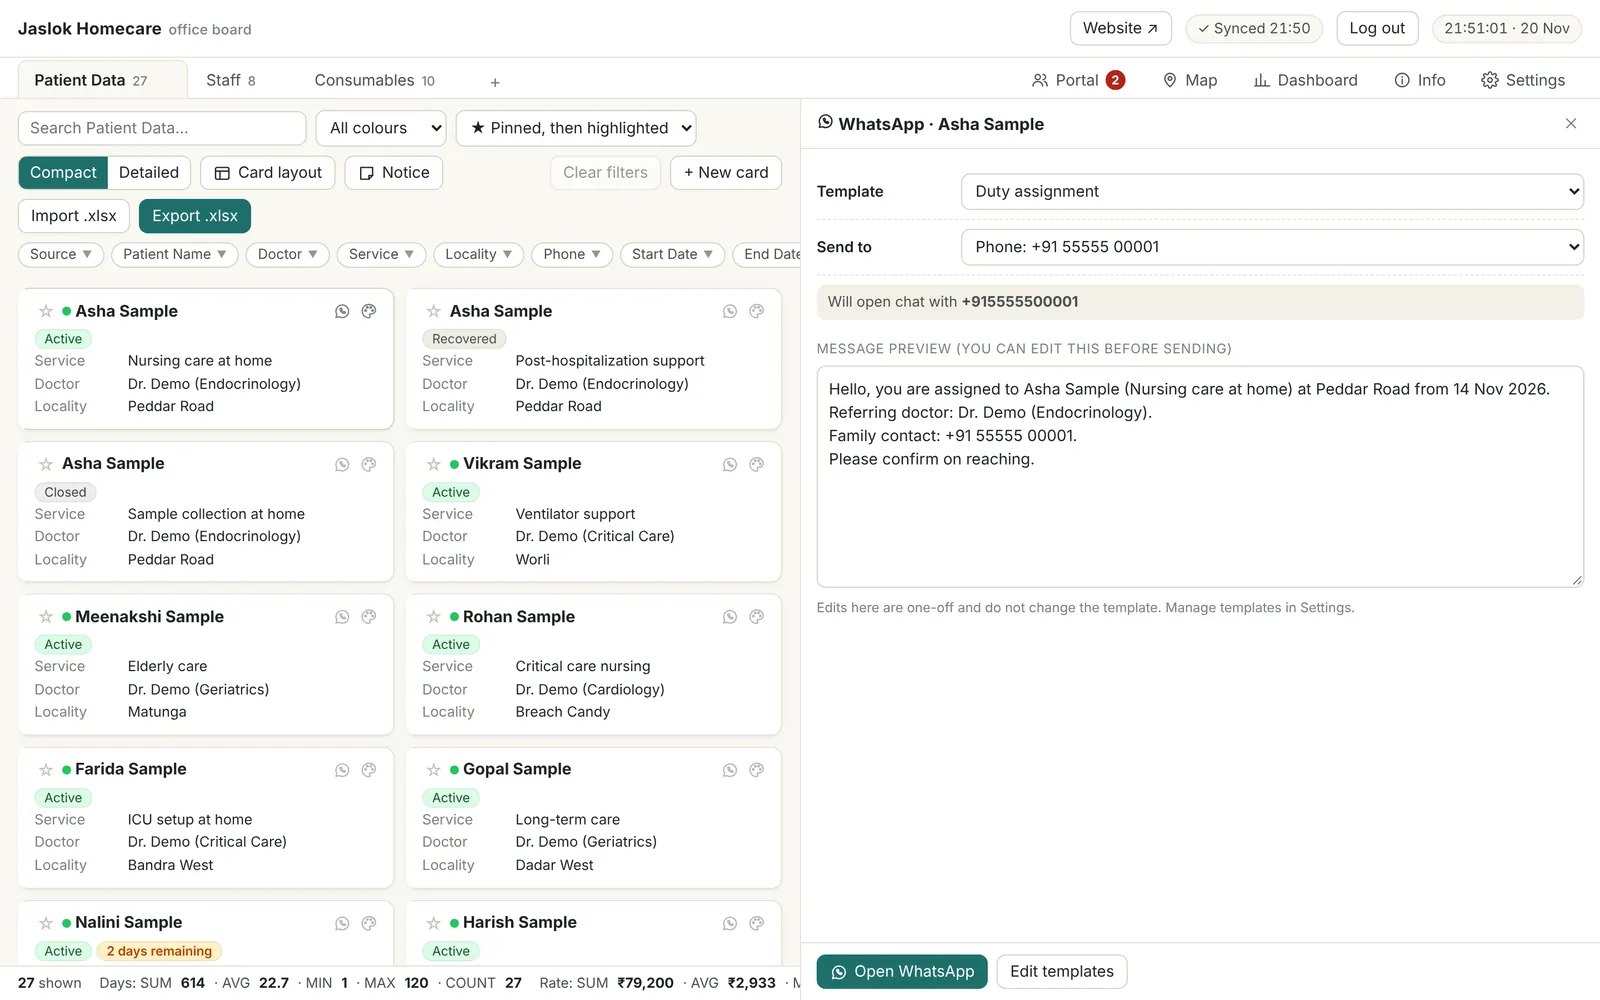 Jaslok Homecare office board
Website ↗
✓ Synced 21:50
Log out
21:51:01 · 20 Nov
Patient Data 27
Staff 8
Consumables 10
+
Portal 2
Map
Dashboard
Info
Settings
Search Patient Data...
All colours
★ Pinned, then highlighted
Compact
Detailed
Card layout
Notice
Clear filters
+ New card
Import .xlsx
Export .xlsx
Source ▼
Patient Name ▼
Doctor ▼
Service ▼
Locality ▼
Phone ▼
Start Date ▼
End Date
Asha Sample
Active
Service Nursing care at home
Doctor Dr. Demo (Endocrinology)
Locality Peddar Road
Asha Sample
Recovered
Service Post-hospitalization support
Doctor Dr. Demo (Endocrinology)
Locality Peddar Road
Asha Sample
Closed
Service Sample collection at home
Doctor Dr. Demo (Endocrinology)
Locality Peddar Road
Vikram Sample
Active
Service Ventilator support
Doctor Dr. Demo (Critical Care)
Locality Worli
Meenakshi Sample
Active
Service Elderly care
Doctor Dr. Demo (Geriatrics)
Locality Matunga
Rohan Sample
Active
Service Critical care nursing
Doctor Dr. Demo (Cardiology)
Locality Breach Candy
Farida Sample
Active
Service ICU setup at home
Doctor Dr. Demo (Critical Care)
Locality Bandra West
Gopal Sample
Active
Service Long-term care
Doctor Dr. Demo (Geriatrics)
Locality Dadar West
Nalini Sample
Active 2 days remaining
Harish Sample
Active
27 shown Days: SUM 614 · AVG 22.7 · MIN 1 · MAX 120 · COUNT 27 Rate: SUM ₹79,200 · AVG ₹2,933 ·
WhatsApp · Asha Sample
Template Duty assignment
Send to Phone: +91 55555 00001
Will open chat with +915555500001
MESSAGE PREVIEW (YOU CAN EDIT THIS BEFORE SENDING)
Hello, you are assigned to Asha Sample (Nursing care at home) at Peddar Road from 14 Nov 2026.
Referring doctor: Dr. Demo (Endocrinology).
Family contact: +91 55555 00001.
Please confirm on reaching.
Edits here are one-off and do not change the template. Manage templates in Settings.
Open WhatsApp
Edit templates